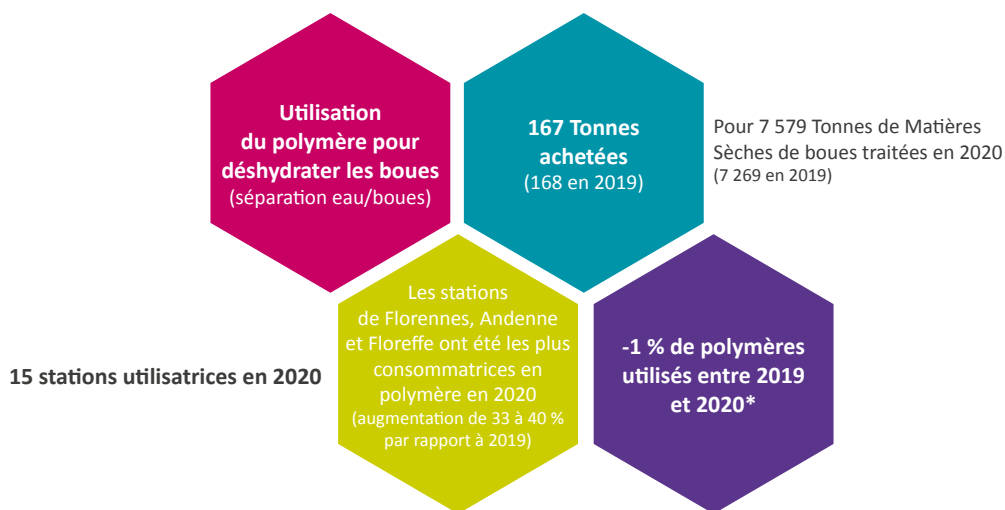 Utilisation
du polymère pour
déshydrater les boues
(séparation eau/boues)
167 Tonnes
achetées
(168 en 2019)
Pour 7 579 Tonnes de Matières
Sèches de boues traitées en 2020
(7 269 en 2019)
15 stations utilisatrices en 2020
Les stations
de Florennes, Andenne
et Floreffe ont été les plus
consommatrices en
polymère en 2020
(augmentation de 33 à 40 %
par rapport à 2019)
-1 % de polymères
utilisés entre 2019
et 2020*